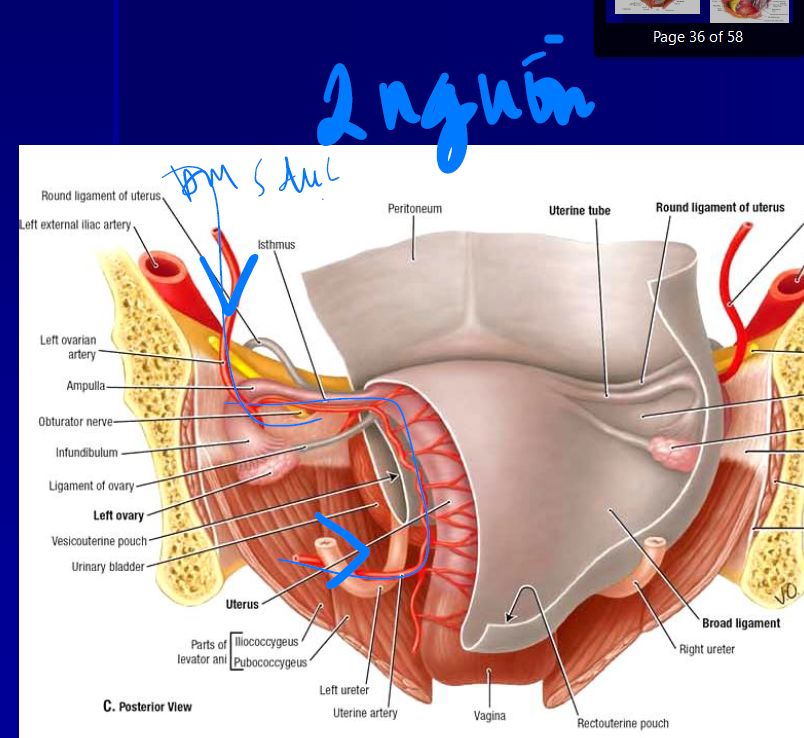 Page 36 of 58
2 nguồn
ĐM
Round ligament of uterus
Left external iliac artery
Isthmus
Peritoneum
Uterine tube
Round ligament of uterus
Left ovarian
artery
Ampulla
Obturator nerve
Infundibulum
Ligament of ovary
Left ovary
Vesicouterine pouch
Urinary bladder
Uterus
Parts of
levator ani
Iliococcygeus
Pubococcygeus
Left ureter
Uterine artery
Vagina
Rectouterine pouch
Right ureter
Broad ligament
C. Posterior View